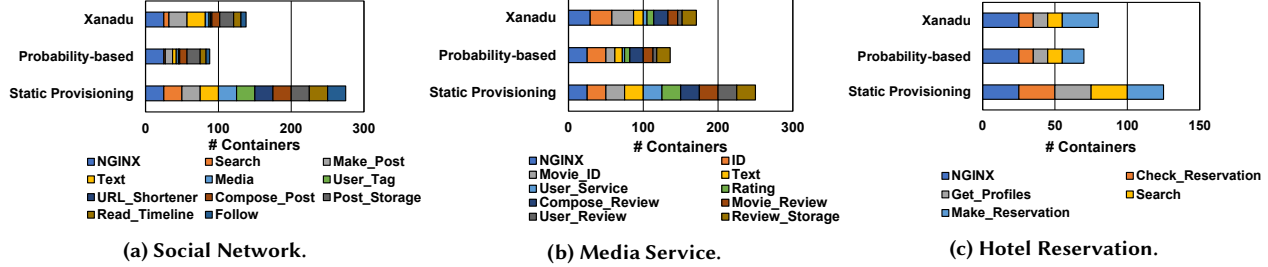 Xanadu
Probability-based
Static Provisioning
0 100 200 300
# Containers
NGINX Search Make_Post
Text Media User_Tag
URL_Shortener Compose_Post Post_Storage
Read_Timeline Follow
(a) Social Network.
Xanadu
Probability-based
Static Provisioning
0 100 200 300
# Containers
NGINX ID
Movie_ID Text
User_Service Rating
Compose_Review Movie_Review
User_Review Review_Storage
(b) Media Service.
Xanadu
Probability-based
Static Provisioning
0 50 100 150
# Containers
NGINX Check_Reservation
Get_Profiles Search
Make_Reservation
(c) Hotel Reservation.